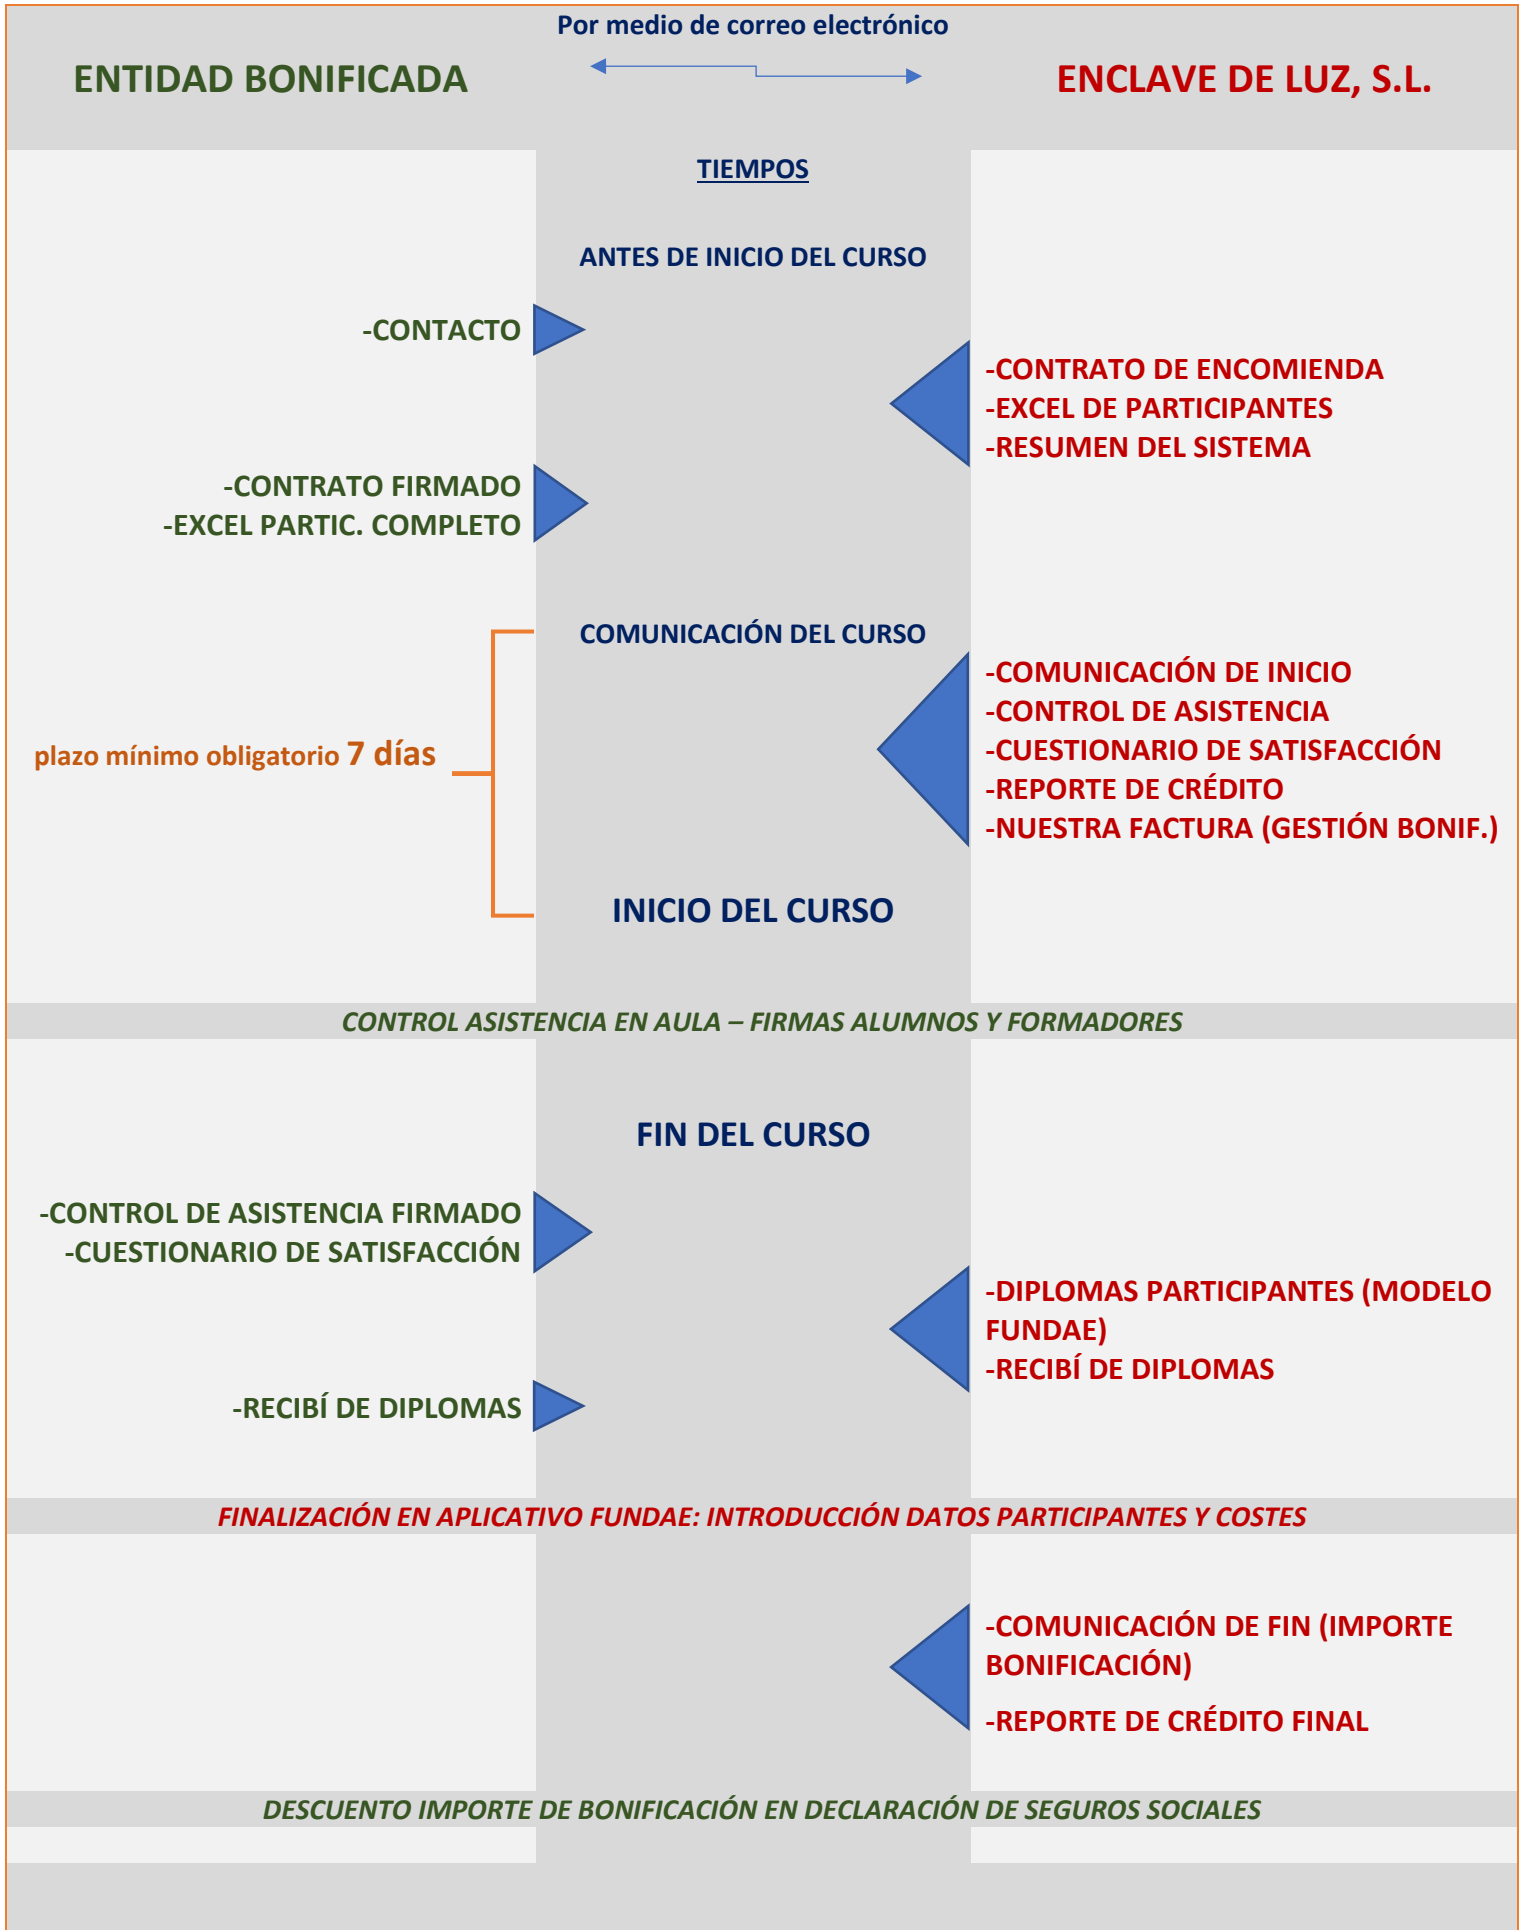 Por medio de correo electrónico
ENTIDAD BONIFICADA
ENCLAVE DE LUZ, S.L.
TIEMPOS
ANTES DE INICIO DEL CURSO
-CONTACTO
-CONTRATO DE ENCOMIENDA
-EXCEL DE PARTICIPANTES
-RESUMEN DEL SISTEMA
-CONTRATO FIRMADO
-EXCEL PARTIC. COMPLETO
COMUNICACIÓN DEL CURSO
-COMUNICACIÓN DE INICIO
-CONTROL DE ASISTENCIA
-CUESTIONARIO DE SATISFACCIÓN
-REPORTE DE CRÉDITO
-NUESTRA FACTURA (GESTIÓN BONIF.)
plazo mínimo obligatorio 7 días
INICIO DEL CURSO
CONTROL ASISTENCIA EN AULA – FIRMAS ALUMNOS Y FORMADORES
FIN DEL CURSO
-CONTROL DE ASISTENCIA FIRMADO
-CUESTIONARIO DE SATISFACCIÓN
-DIPLOMAS PARTICIPANTES (MODELO
FUNDAE)
-RECIBÍ DE DIPLOMAS
-RECIBÍ DE DIPLOMAS
FINALIZACIÓN EN APLICATIVO FUNDAE: INTRODUCCIÓN DATOS PARTICIPANTES Y COSTES
-COMUNICACIÓN DE FIN (IMPORTE
BONIFICACIÓN)
-REPORTE DE CRÉDITO FINAL
DESCUENTO IMPORTE DE BONIFICACIÓN EN DECLARACIÓN DE SEGUROS SOCIALES